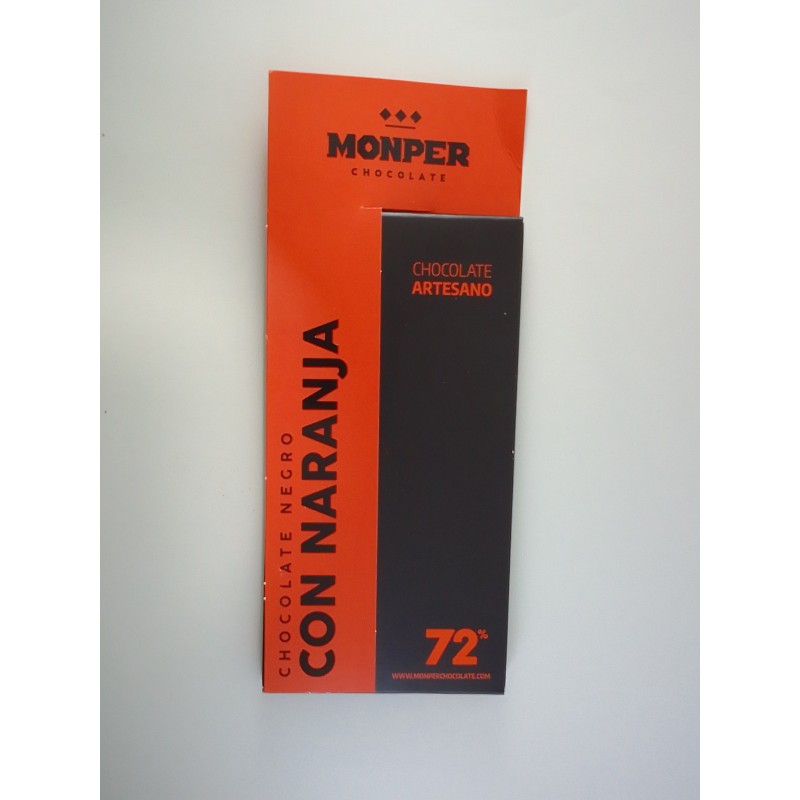 MONPER
CHOCOLATE
CHOCOLATE
ARTESANO
CHOCOLATE NEGRO
CON NARANJA
72%
WWW.MONPERCHOCOLATE.COM